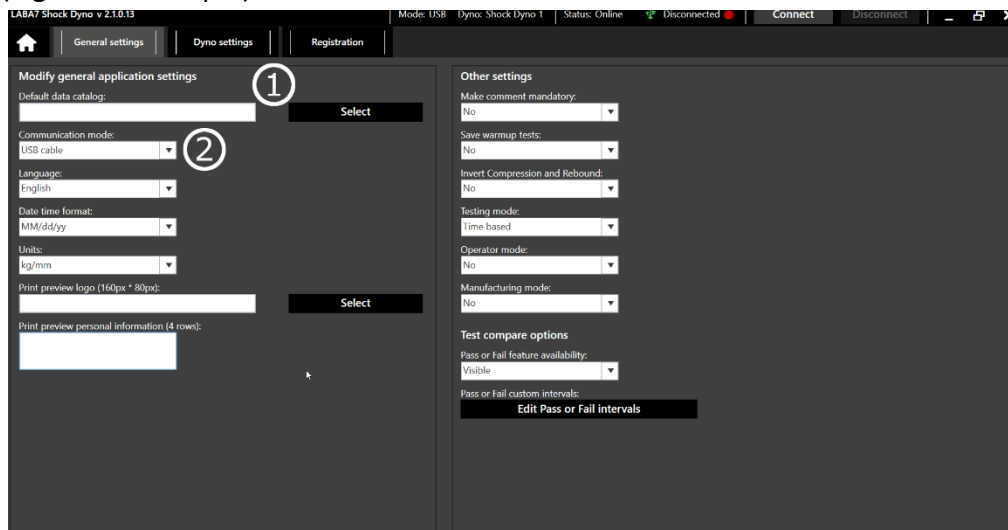 LABA7 Shock Dyno v 2.1.0.13 Mode: USB Dyno: Shock Dyno 1 Status: Online Disconnected Connect Disconnect
General settings Dyno settings Registration
Modify general application settings
1
Default data catalog:
Select
Communication mode:
USB cable
2
Language:
English
Date time format:
MM/dd/yy
Units:
kg/mm
Print preview logo (160px * 80px):
Select
Print preview personal information (4 rows):
Other settings
Make comment mandatory:
No
Save warmup tests:
No
Invert Compression and Rebound:
No
Testing mode:
Time based
Operator mode:
No
Manufacturing mode:
No
Test compare options
Pass or Fail feature availability:
Visible
Pass or Fail custom intervals:
Edit Pass or Fail intervals